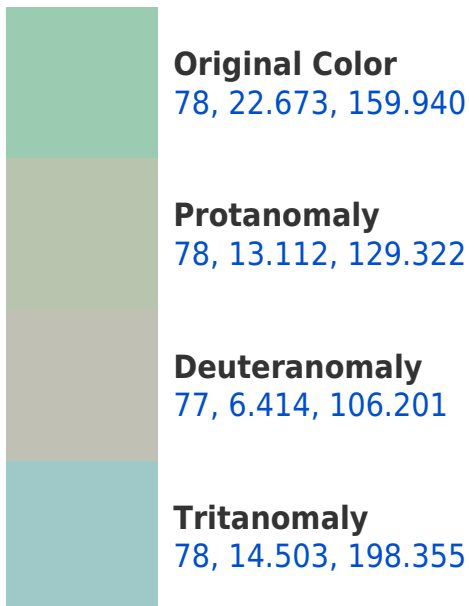 Original Color
78, 22.673, 159.940
Protanomaly
78, 13.112, 129.322
Deuteranomaly
77, 6.414, 106.201
Tritanomaly
78, 14.503, 198.355